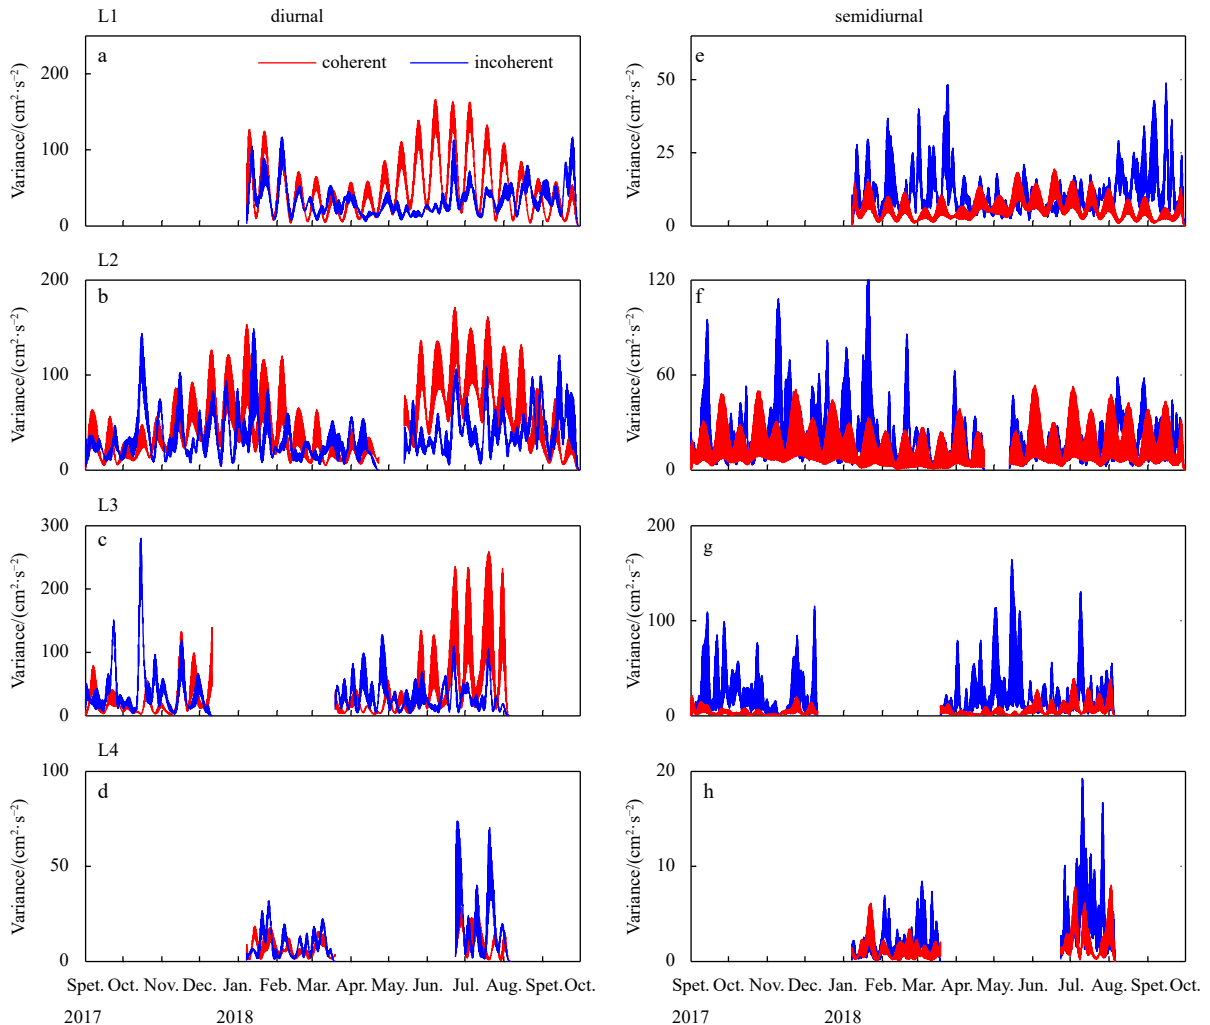 L1 diurnal semidiurnal
a coherent incoherent
e
Variance/(cm²·s⁻²)
200
100
0
Variance/(cm²·s⁻²)
50
25
0
L2
b
f
Variance/(cm²·s⁻²)
200
100
0
Variance/(cm²·s⁻²)
120
60
0
L3
c
g
Variance/(cm²·s⁻²)
300
200
100
0
Variance/(cm²·s⁻²)
200
100
0
L4
d
h
Variance/(cm²·s⁻²)
100
50
0
Variance/(cm²·s⁻²)
20
10
0
Spet. Oct. Nov. Dec. Jan. Feb. Mar. Apr. May. Jun. Jul. Aug. Spet. Oct.
2017 2018
Spet. Oct. Nov. Dec. Jan. Feb. Mar. Apr. May. Jun. Jul. Aug. Spet. Oct.
2017 2018